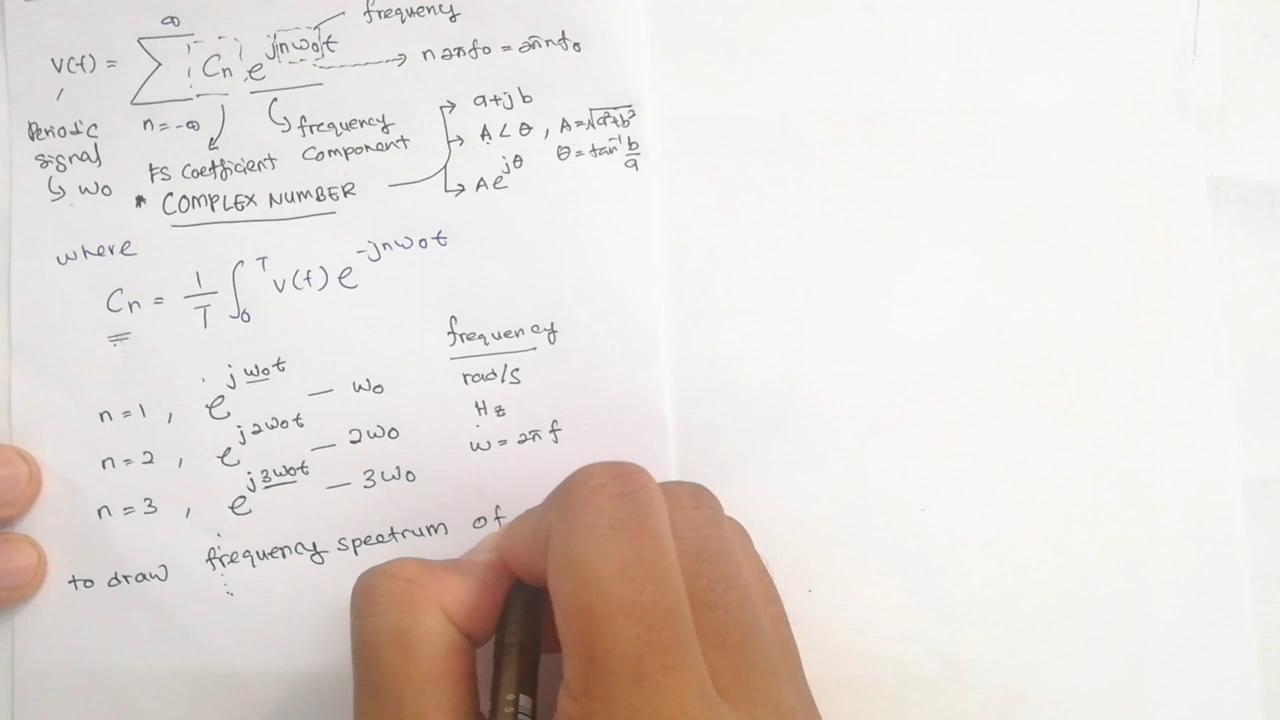 frequency
v(t) = ∞ ∑ n=-∞ Cn e^jnω0t → n2πf0 = 2πnf0
Periodic signal ↳ ω0
FS coefficient
frequency component
* COMPLEX NUMBER
→ a+jb
→ A∠θ , A=√a²+b²
θ = tan⁻¹ b/a
→ Ae^jθ
where
Cn = 1/T ∫0^T v(t) e^-jnω0t
frequency
rad/s
Hz
ω = 2πf
n=1 , e^jω0t — ω0
n=2 , e^j2ω0t — 2ω0
n=3 , e^j3ω0t — 3ω0
to draw frequency spectrum of